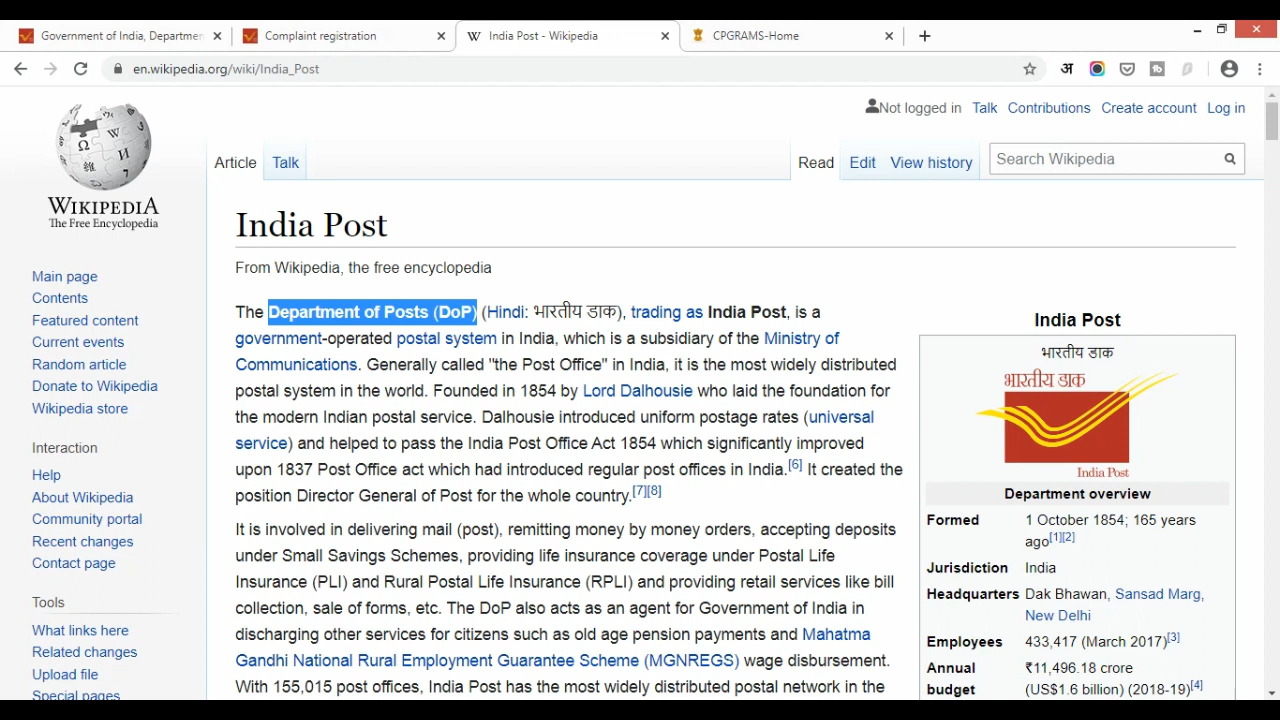 Government of India, Departmen
Complaint registration
India Post - Wikipedia
CPGRAMS-Home
en.wikipedia.org/wiki/India_Post
अ
Not logged in Talk Contributions Create account Log in
Article Talk Read Edit View history Search Wikipedia
WIKIPEDIA
The Free Encyclopedia
Main page
Contents
Featured content
Current events
Random article
Donate to Wikipedia
Wikipedia store
Interaction
Help
About Wikipedia
Community portal
Recent changes
Contact page
Tools
What links here
Related changes
Upload file
Special pages
India Post
From Wikipedia, the free encyclopedia
The Department of Posts (DoP) (Hindi: भारतीय डाक), trading as India Post, is a
government-operated postal system in India, which is a subsidiary of the Ministry of
Communications. Generally called "the Post Office" in India, it is the most widely distributed
postal system in the world. Founded in 1854 by Lord Dalhousie who laid the foundation for
the modern Indian postal service. Dalhousie introduced uniform postage rates (universal
service) and helped to pass the India Post Office Act 1854 which significantly improved
upon 1837 Post Office act which had introduced regular post offices in India.[6] It created the
position Director General of Post for the whole country.[7][8]
It is involved in delivering mail (post), remitting money by money orders, accepting deposits
under Small Savings Schemes, providing life insurance coverage under Postal Life
Insurance (PLI) and Rural Postal Life Insurance (RPLI) and providing retail services like bill
collection, sale of forms, etc. The DoP also acts as an agent for Government of India in
discharging other services for citizens such as old age pension payments and Mahatma
Gandhi National Rural Employment Guarantee Scheme (MGNREGS) wage disbursement.
With 155,015 post offices, India Post has the most widely distributed postal network in the
India Post
भारतीय डाक
भारतीय डाक
India Post
Department overview
Formed 1 October 1854; 165 years
ago[1][2]
Jurisdiction India
Headquarters Dak Bhawan, Sansad Marg,
New Delhi
Employees 433,417 (March 2017)[3]
Annual ₹11,496.18 crore
budget (US$1.6 billion) (2018-19)[4]